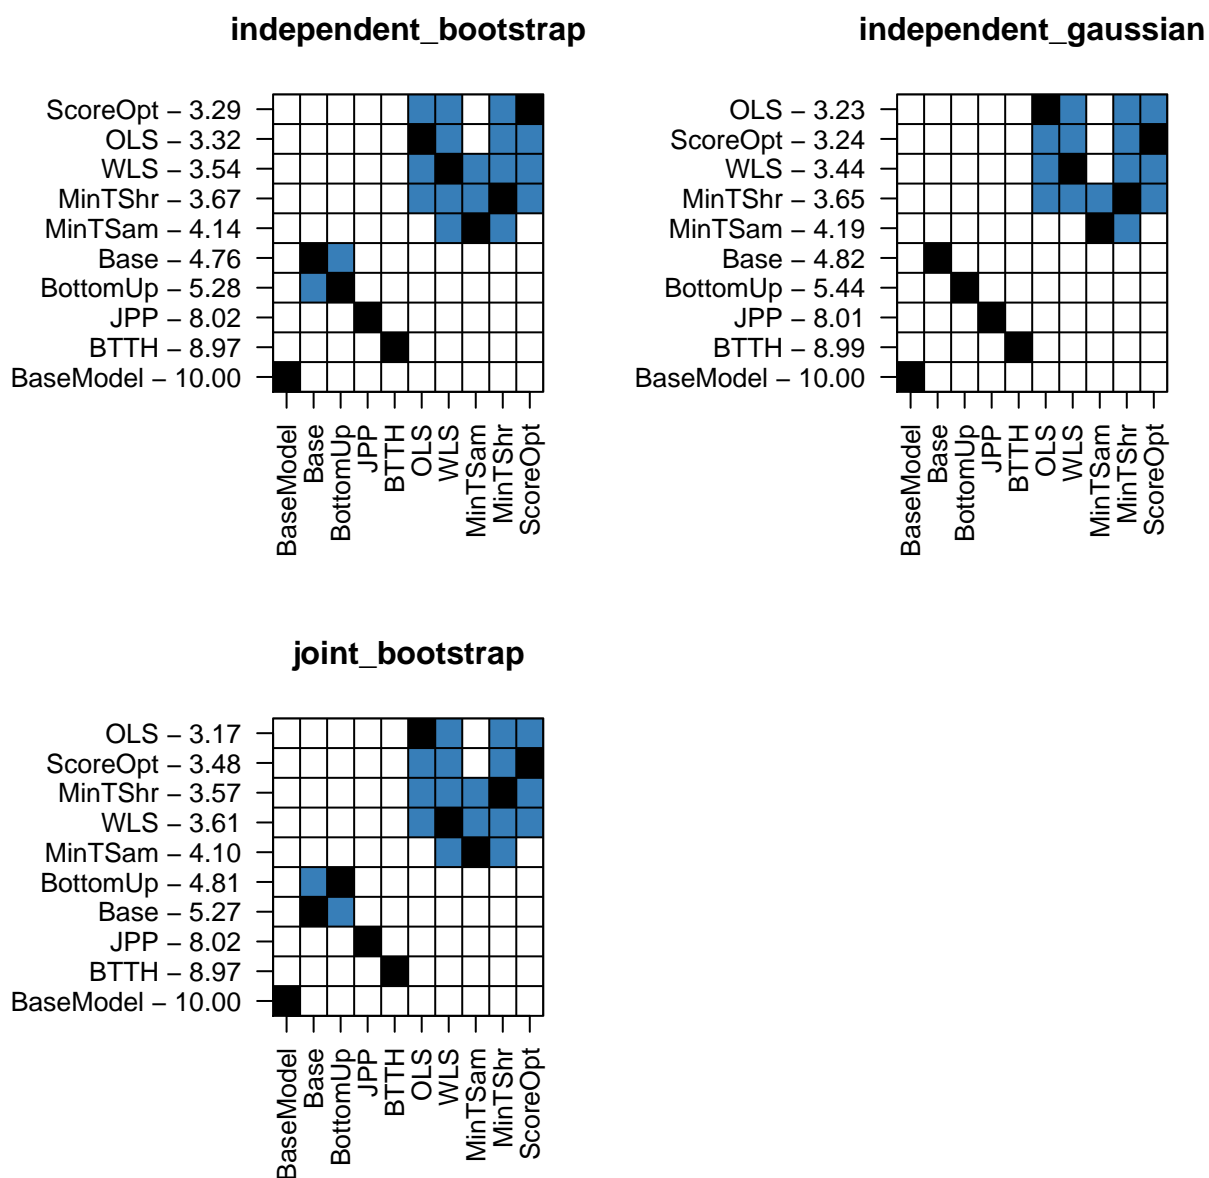 independent_bootstrap
ScoreOpt − 3.29
OLS − 3.32
WLS − 3.54
MinTShr − 3.67
MinTSam − 4.14
Base − 4.76
BottomUp − 5.28
JPP − 8.02
BTTH − 8.97
BaseModel − 10.00
BaseModel
Base
BottomUp
JPP
BTTH
OLS
WLS
MinTSam
MinTShr
ScoreOpt
independent_gaussian
OLS − 3.23
ScoreOpt − 3.24
WLS − 3.44
MinTShr − 3.65
MinTSam − 4.19
Base − 4.82
BottomUp − 5.44
JPP − 8.01
BTTH − 8.99
BaseModel − 10.00
BaseModel
Base
BottomUp
JPP
BTTH
OLS
WLS
MinTSam
MinTShr
ScoreOpt
joint_bootstrap
OLS − 3.17
ScoreOpt − 3.48
MinTShr − 3.57
WLS − 3.61
MinTSam − 4.10
BottomUp − 4.81
Base − 5.27
JPP − 8.02
BTTH − 8.97
BaseModel − 10.00
BaseModel
Base
BottomUp
JPP
BTTH
OLS
WLS
MinTSam
MinTShr
ScoreOpt